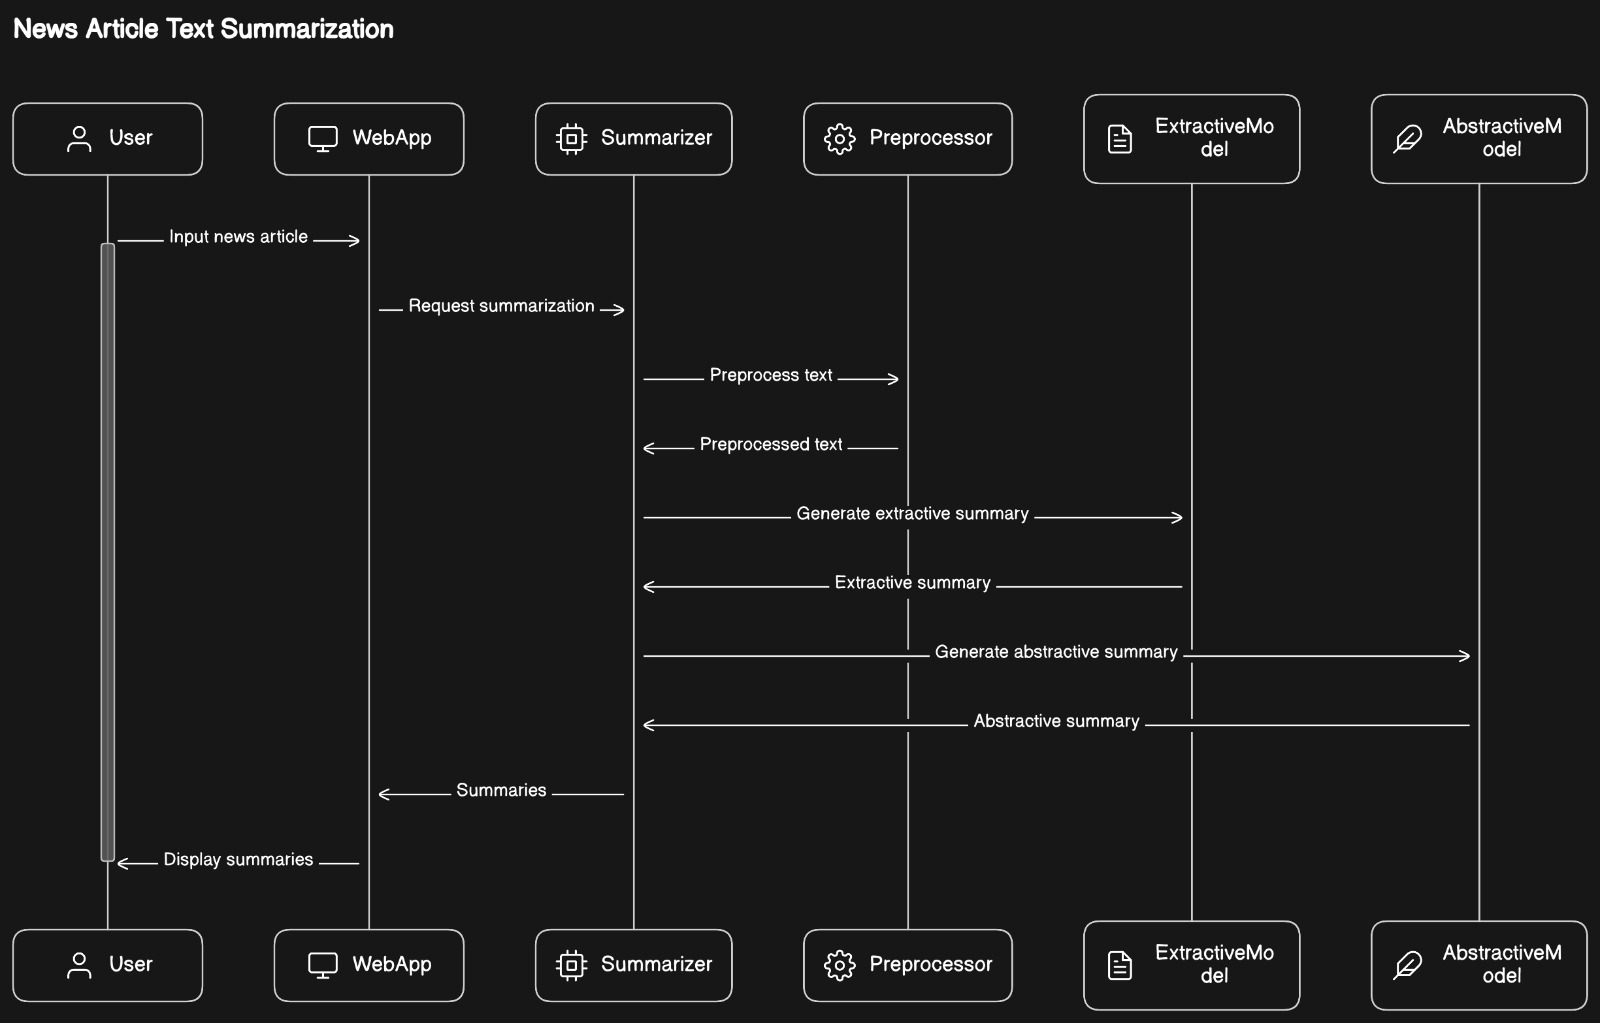 News Article Text Summarization
User
WebApp
Summarizer
Preprocessor
ExtractiveMo
del
AbstractiveM
odel
Input news article
Request summarization
Preprocess text
Preprocessed text
Generate extractive summary
Extractive summary
Generate abstractive summary
Abstractive summary
Summaries
Display summaries
User
WebApp
Summarizer
Preprocessor
ExtractiveMo
del
AbstractiveM
odel